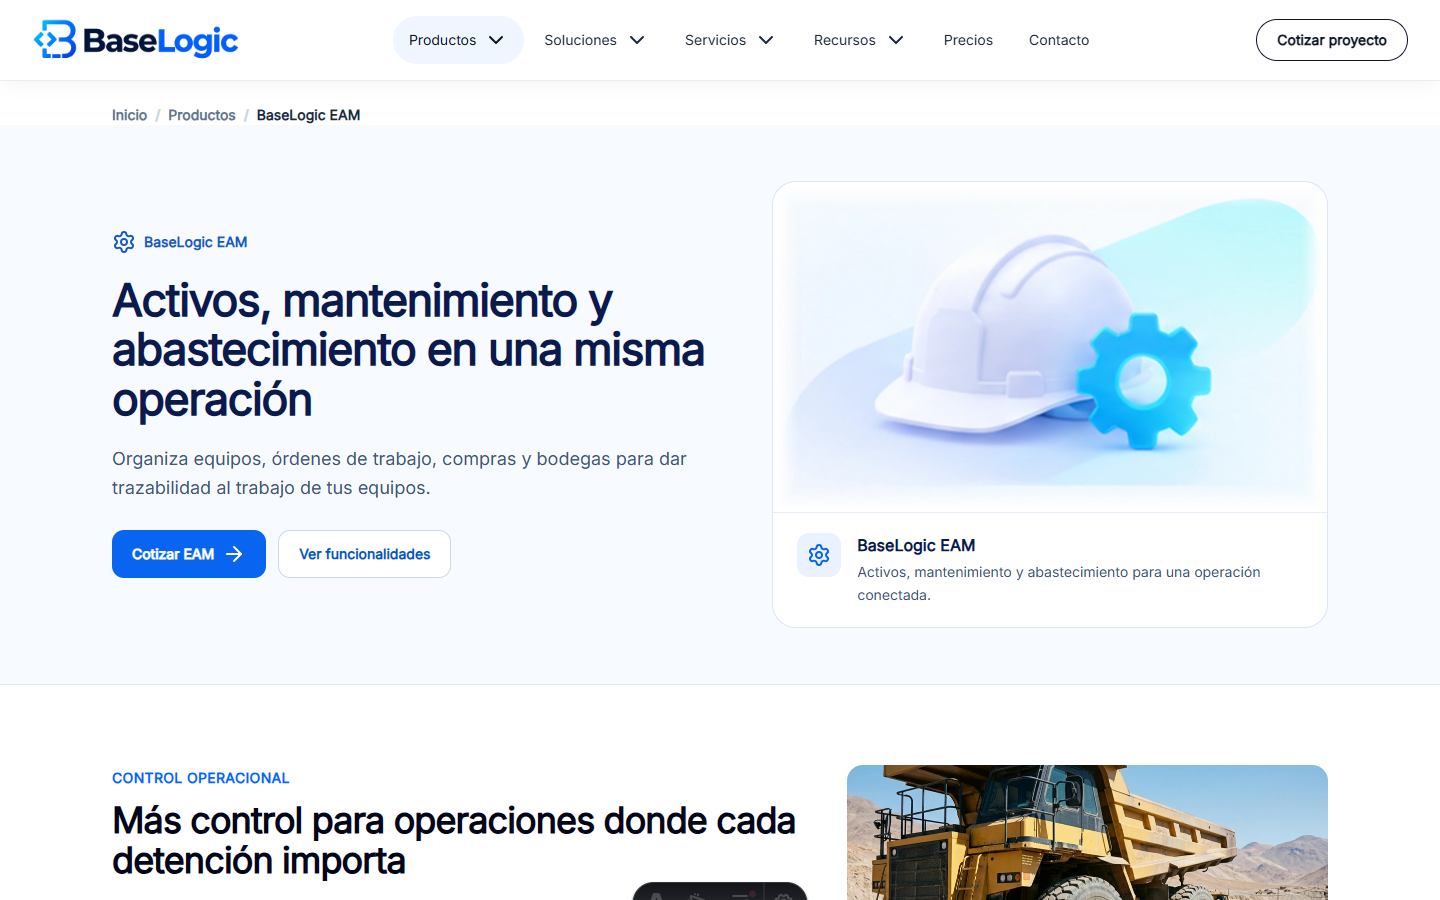 BaseLogic
Productos
Soluciones
Servicios
Recursos
Precios
Contacto
Cotizar proyecto
Inicio / Productos / BaseLogic EAM
BaseLogic EAM
Activos, mantenimiento y
abastecimiento en una misma
operación
Organiza equipos, órdenes de trabajo, compras y bodegas para dar
trazabilidad al trabajo de tus equipos.
Cotizar EAM
Ver funcionalidades
BaseLogic EAM
Activos, mantenimiento y abastecimiento para una operación
conectada.
CONTROL OPERACIONAL
Más control para operaciones donde cada
detención importa